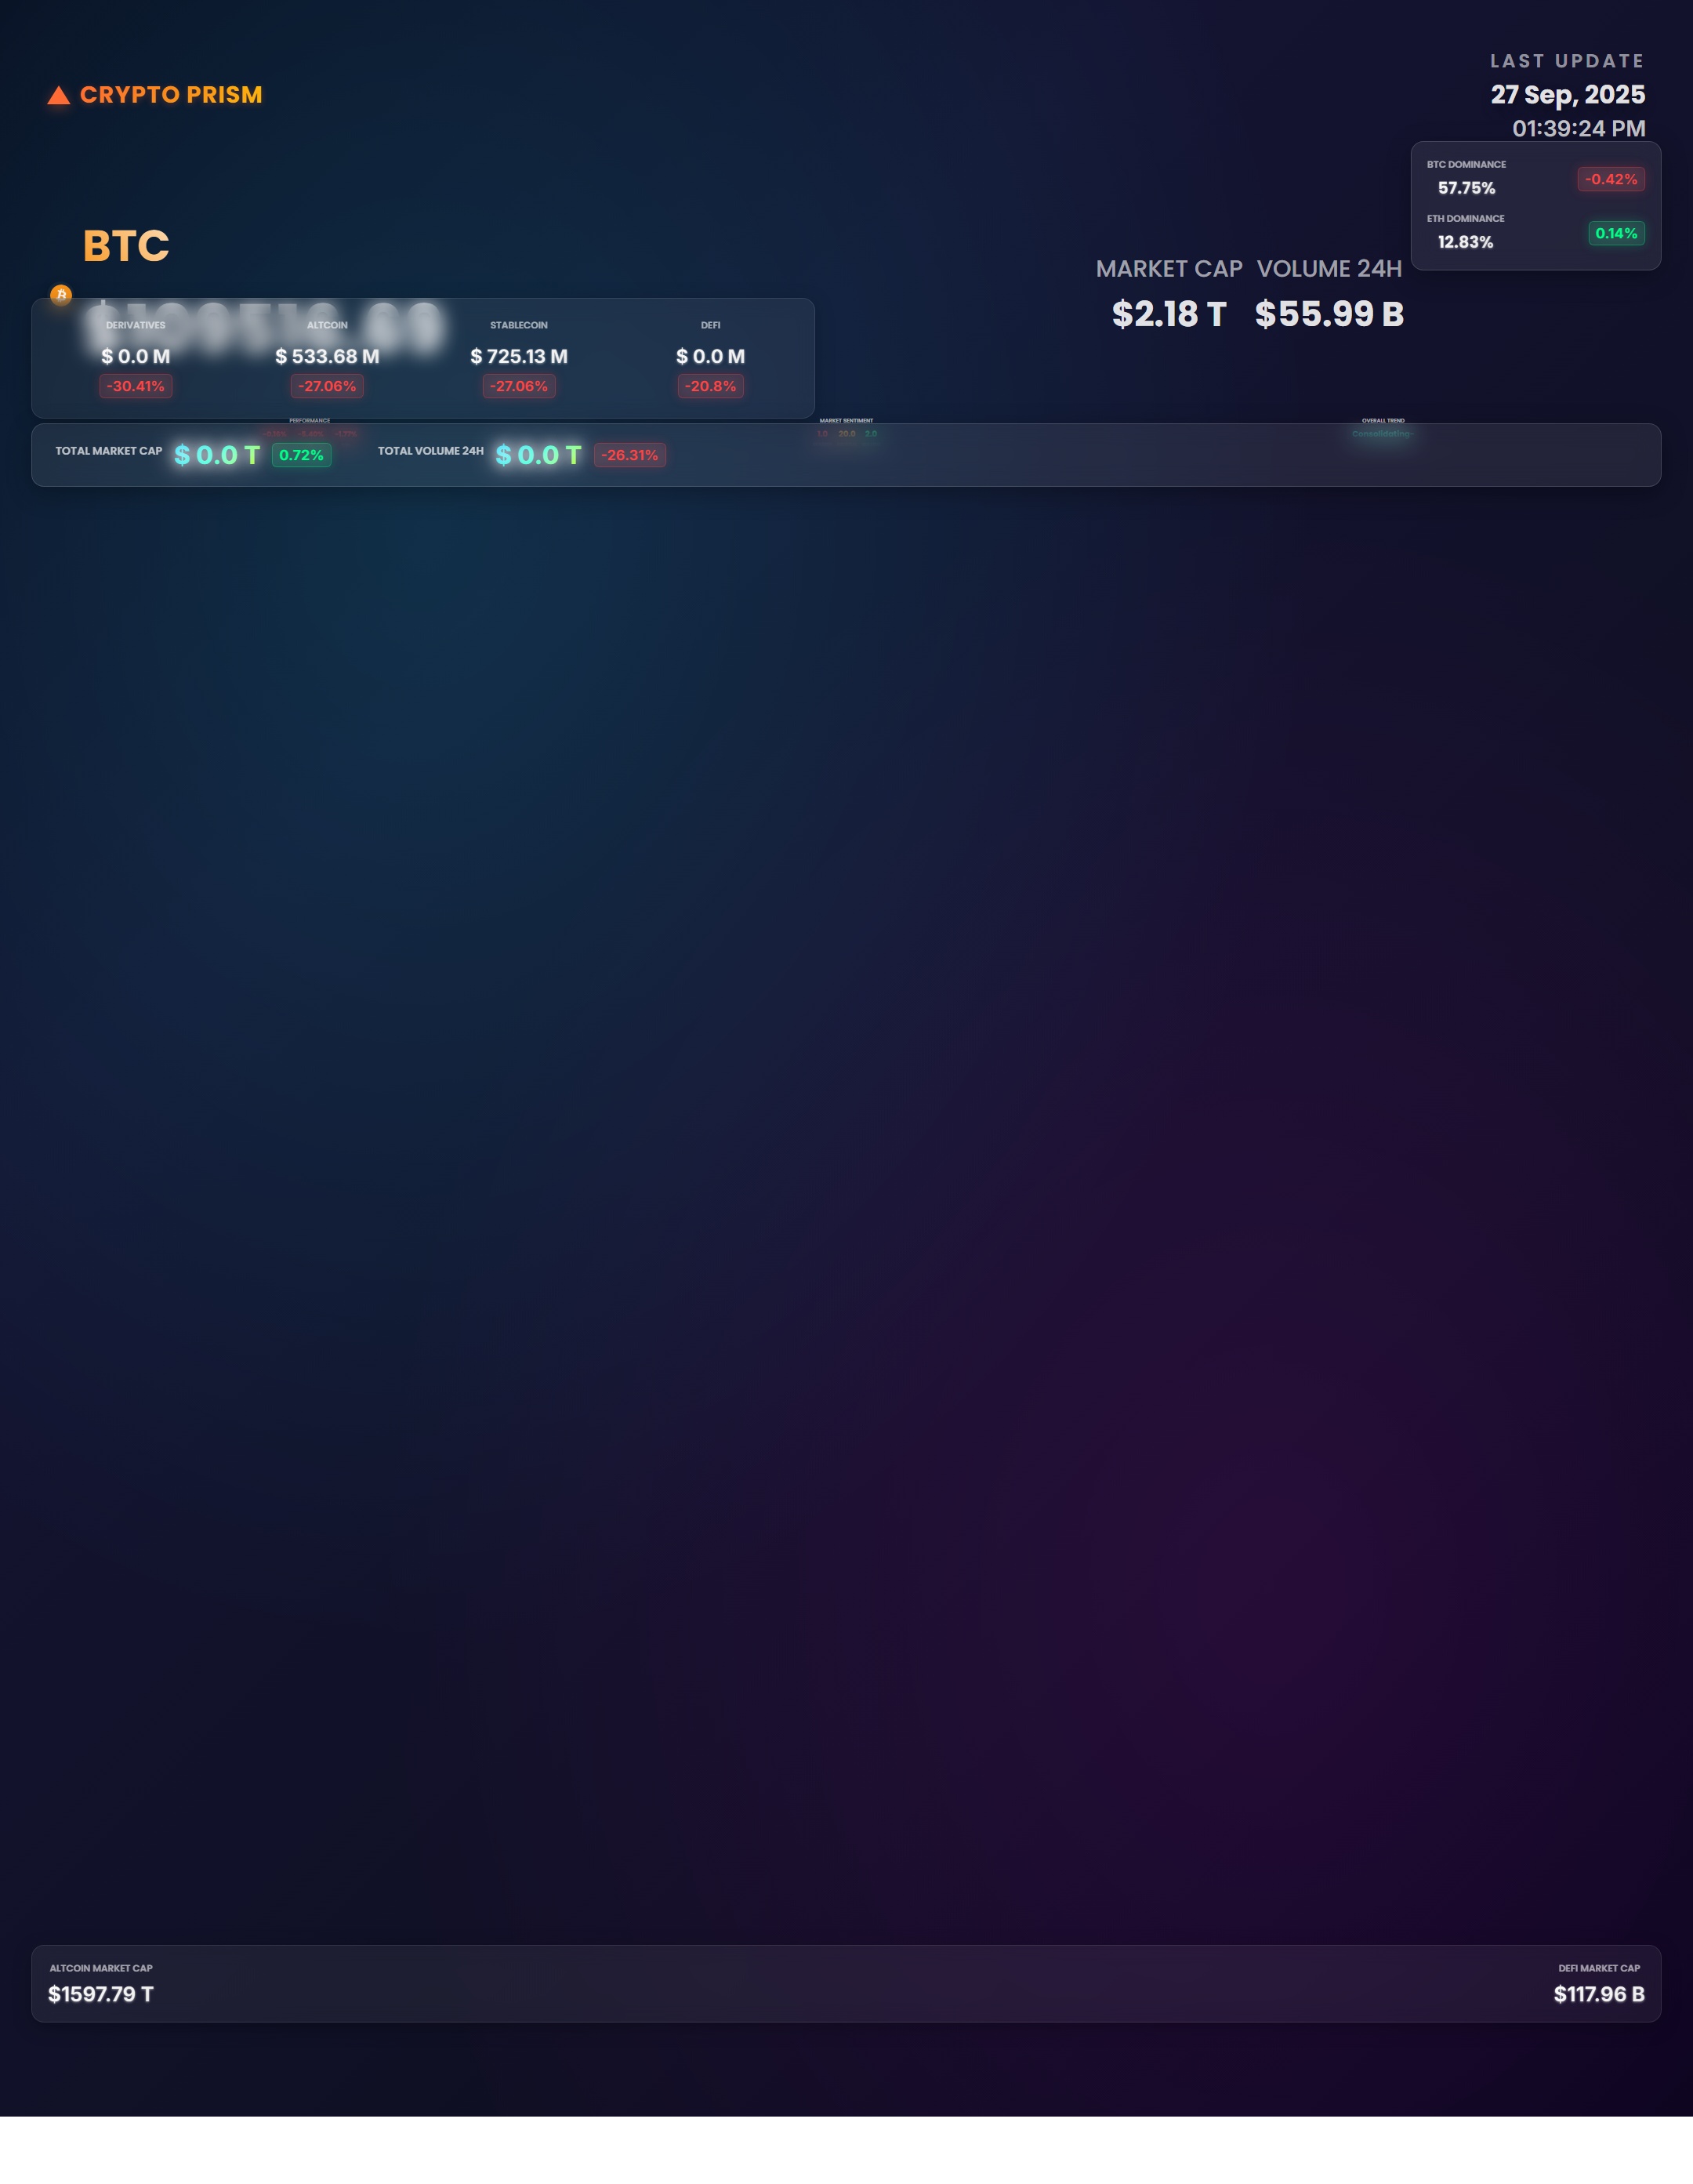 LAST UPDATE
CRYPTO PRISM
27 Sep, 2025
01:39:24 PM
BTC DOMINANCE
57.75%
-0.42%
ETH DOMINANCE
12.83%
0.14%
BTC
MARKET CAP VOLUME 24H
$2.18 T $55.99 B
DERIVATIVES ALTCOIN STABLECOIN DEFI
$ 0.0 M $ 533.68 M $ 725.13 M $ 0.0 M
-30.41% -27.06% -27.06% -20.8%
PERFORMANCE MARKET SENTIMENT OVERALL TREND
Consolidating-
TOTAL MARKET CAP $ 0.0 T 0.72% TOTAL VOLUME 24H $ 0.0 T -26.31%
ALTCOIN MARKET CAP DEFI MARKET CAP
$1597.79 T $117.96 B